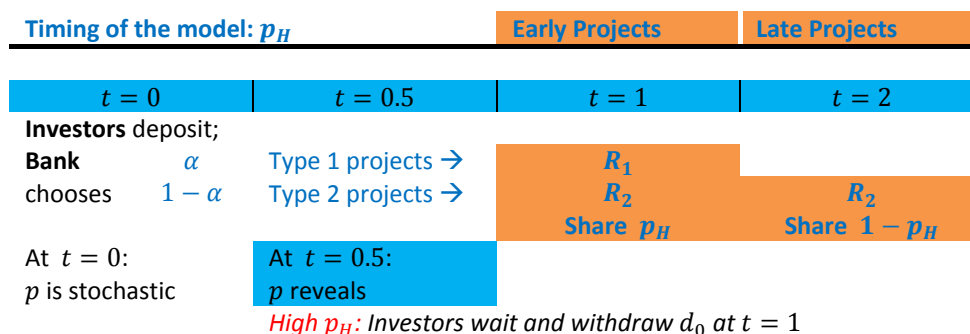 Timing of the model: p_H Early Projects Late Projects
t = 0 t = 0.5 t = 1 t = 2
Investors deposit;
Bank α Type 1 projects → R_1
chooses 1 − α Type 2 projects → R_2 R_2
Share p_H Share 1 − p_H
At t = 0: At t = 0.5:
p is stochastic p reveals
High p_H: Investors wait and withdraw d_0 at t = 1